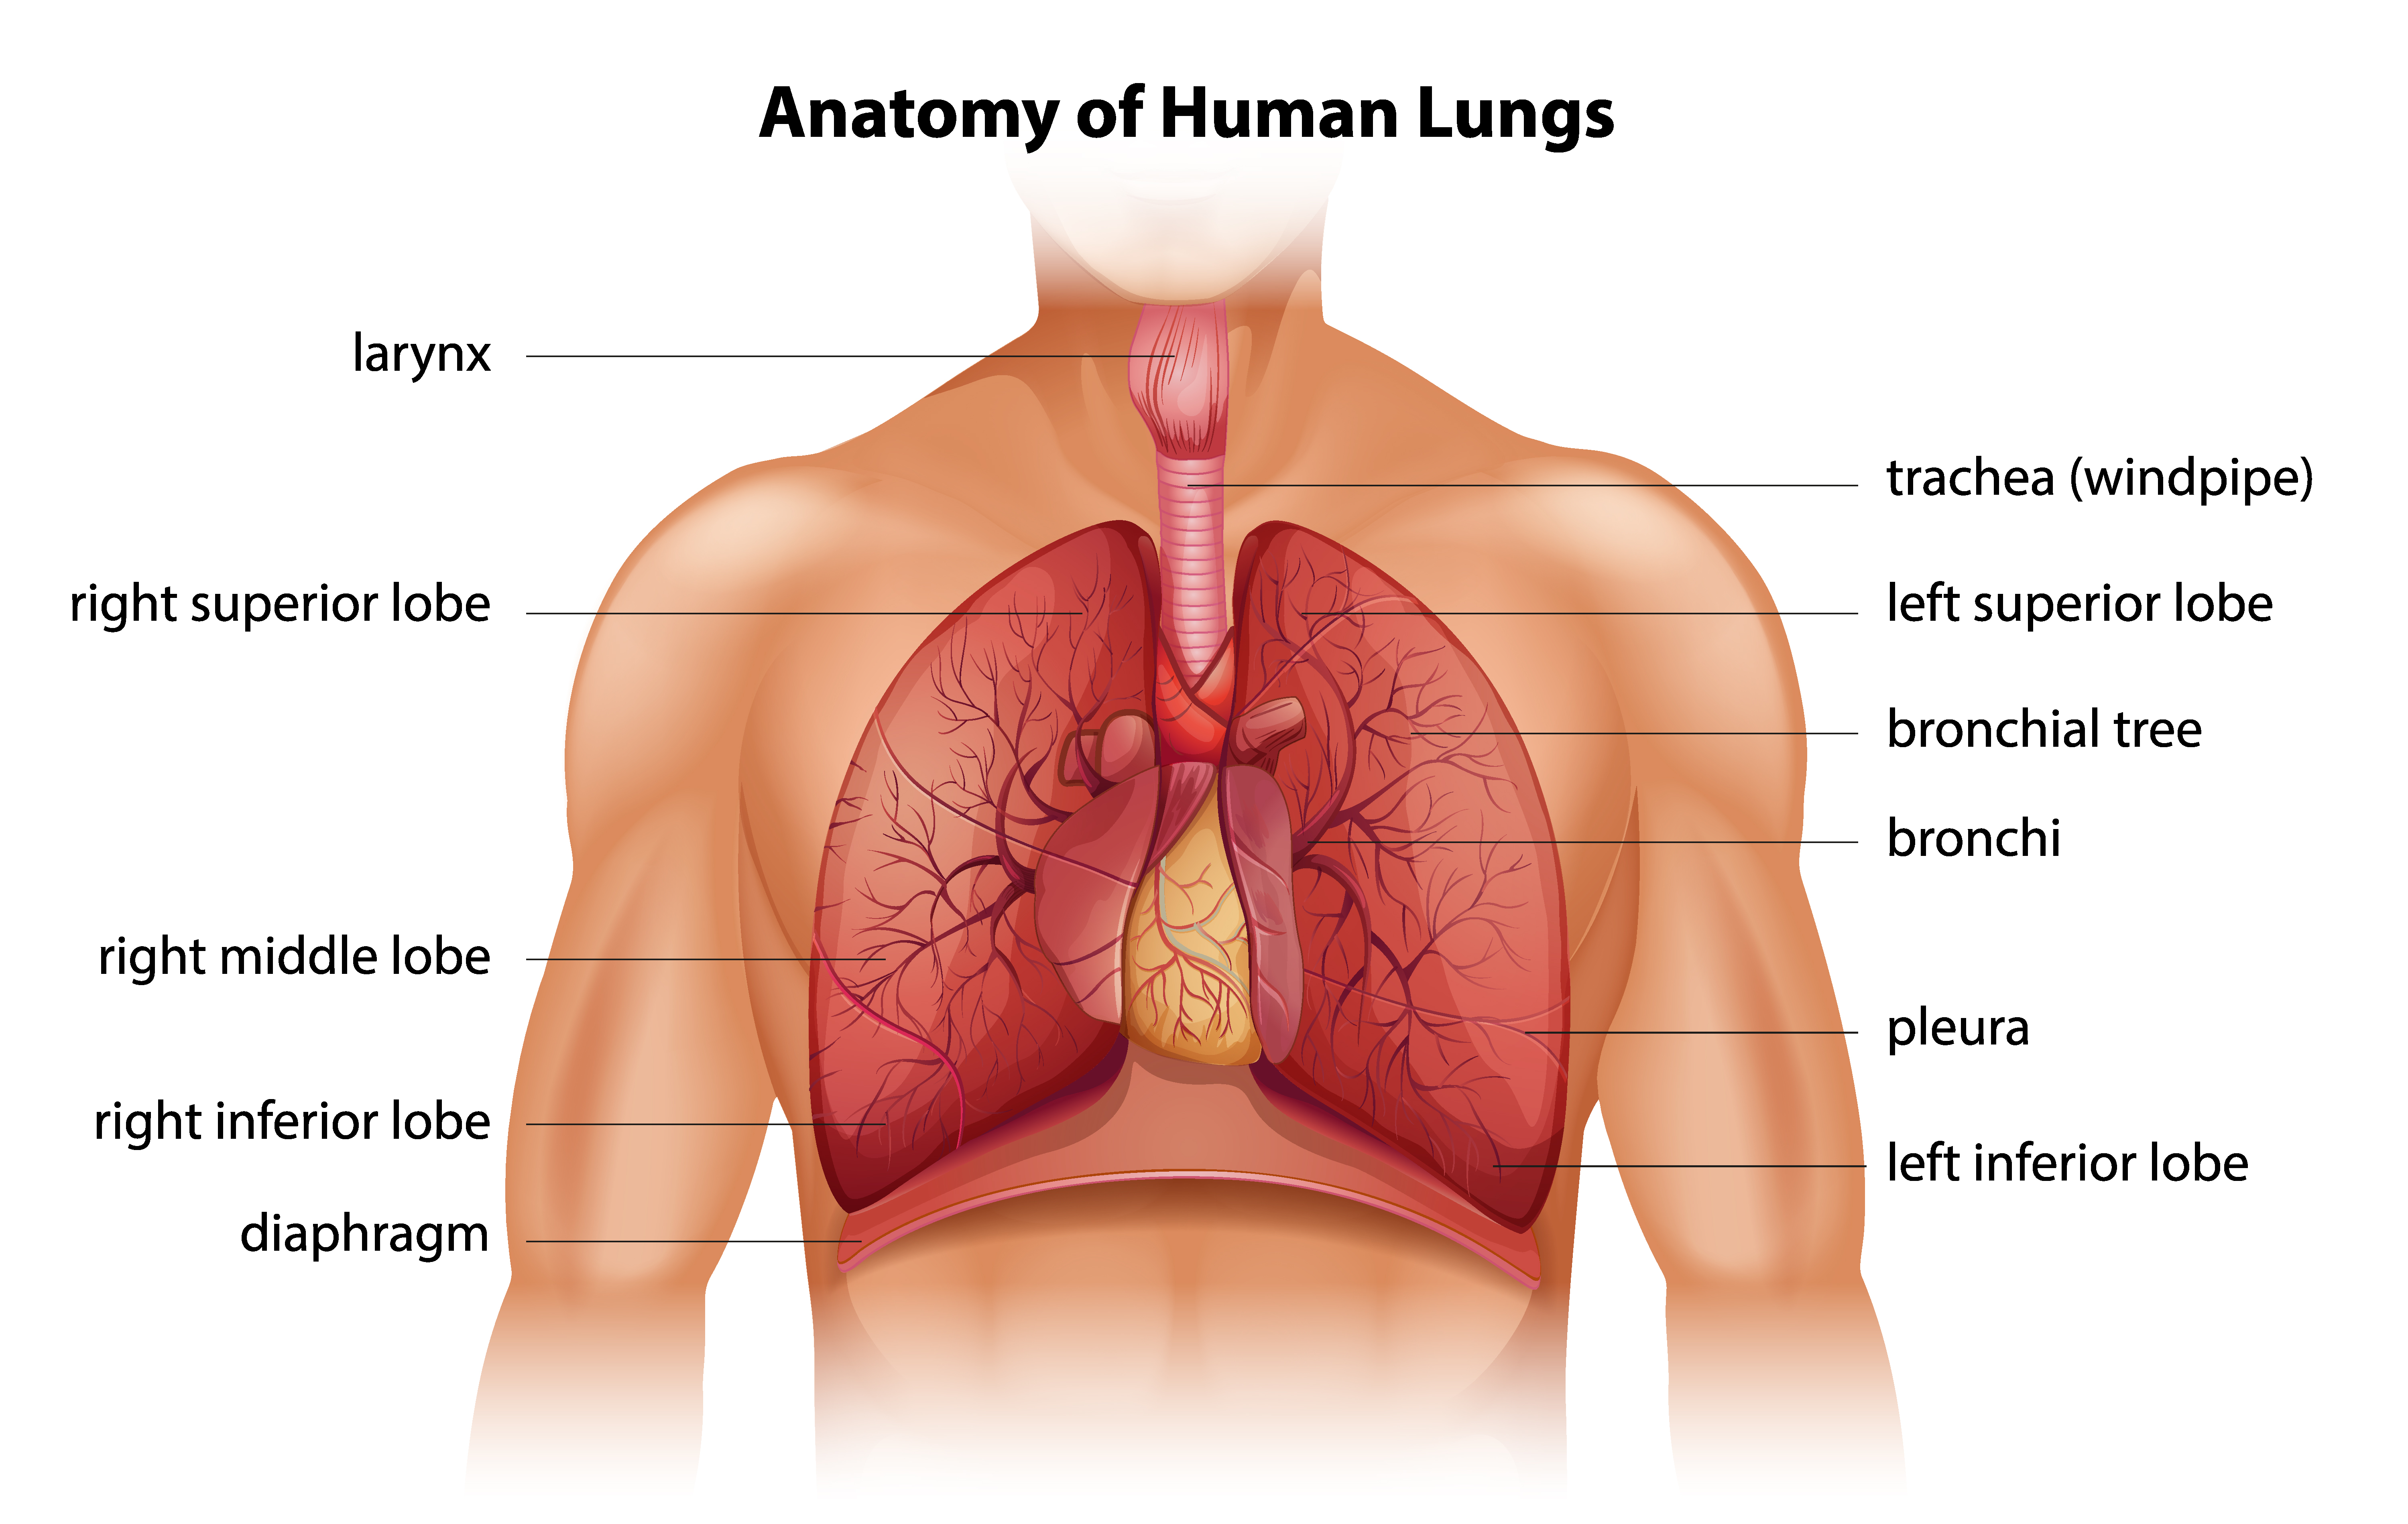 Anatomy of Human Lungs
larynx
right superior lobe
right middle lobe
right inferior lobe
diaphragm
trachea (windpipe)
left superior lobe
bronchial tree
bronchi
pleura
left inferior lobe